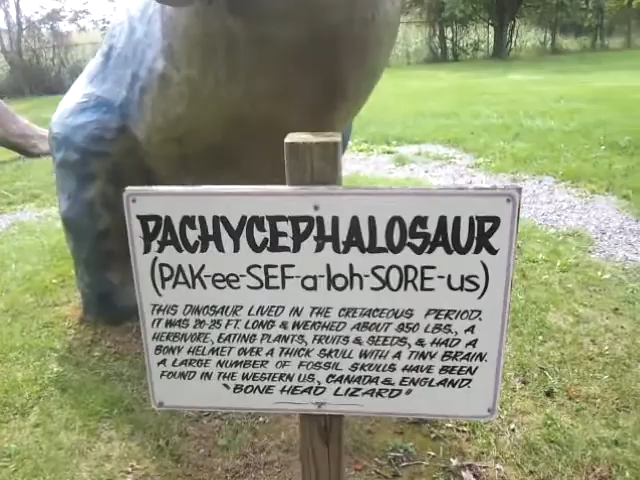 PACHYCEPHALOSAUR
(PAK-ee-SEF-a-loh-SORE-us)
THIS DINOSAUR LIVED IN THE CRETACEOUS PERIOD.
IT WAS 20-25 FT. LONG & WEIGHED ABOUT 950 LBS., A
HERBIVORE, EATING PLANTS, FRUITS & SEEDS, & HAD A
BONY HELMET OVER A THICK SKULL WITH A TINY BRAIN.
A LARGE NUMBER OF FOSSIL SKULLS HAVE BEEN
FOUND IN THE WESTERN U.S., CANADA & ENGLAND.
"BONE HEAD LIZARD"